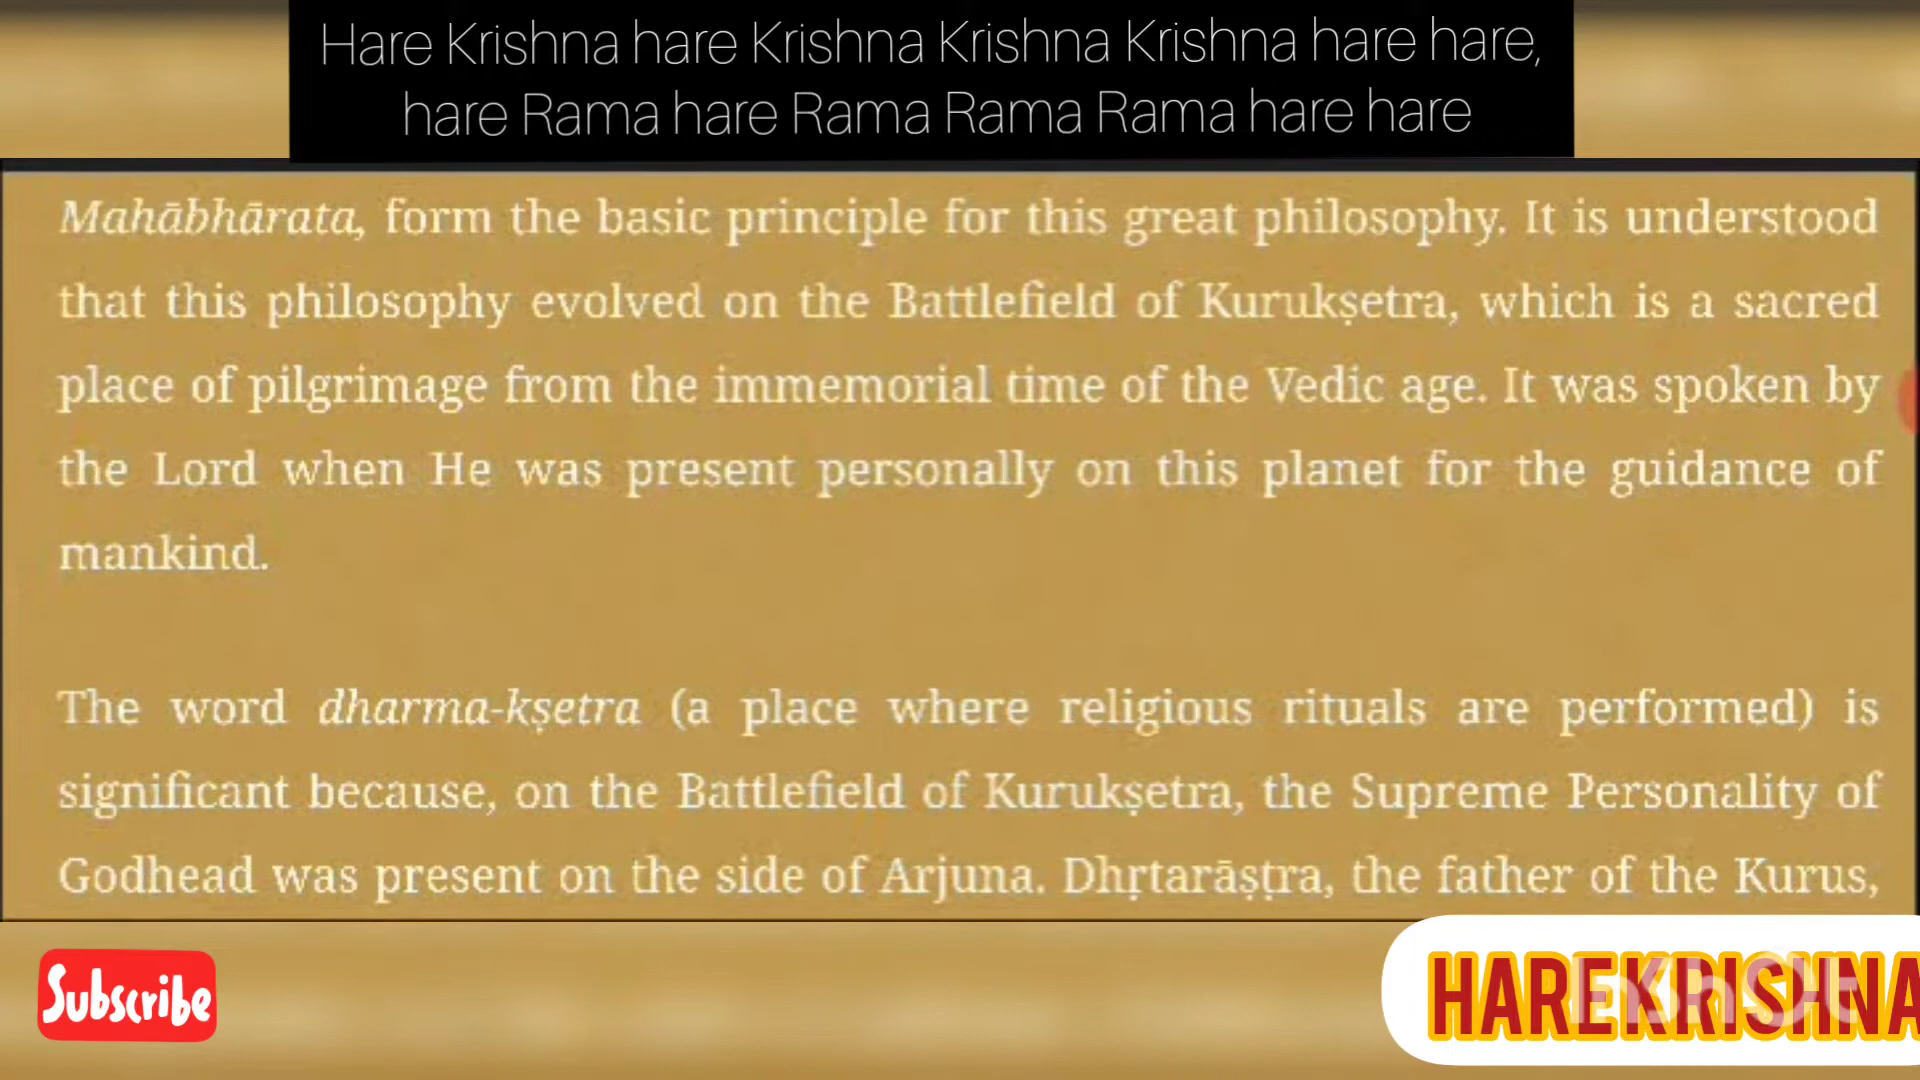 Hare Krishna hare Krishna Krishna Krishna hare hare,
hare Rama hare Rama Rama Rama hare hare
Mahābhārata, form the basic principle for this great philosophy. It is understood
that this philosophy evolved on the Battlefield of Kurukṣetra, which is a sacred
place of pilgrimage from the immemorial time of the Vedic age. It was spoken by
the Lord when He was present personally on this planet for the guidance of
mankind.
The word dharma-kṣetra (a place where religious rituals are performed) is
significant because, on the Battlefield of Kurukṣetra, the Supreme Personality of
Godhead was present on the side of Arjuna. Dhṛtarāṣṭra, the father of the Kurus,
Subscribe
HAREKRISHNA